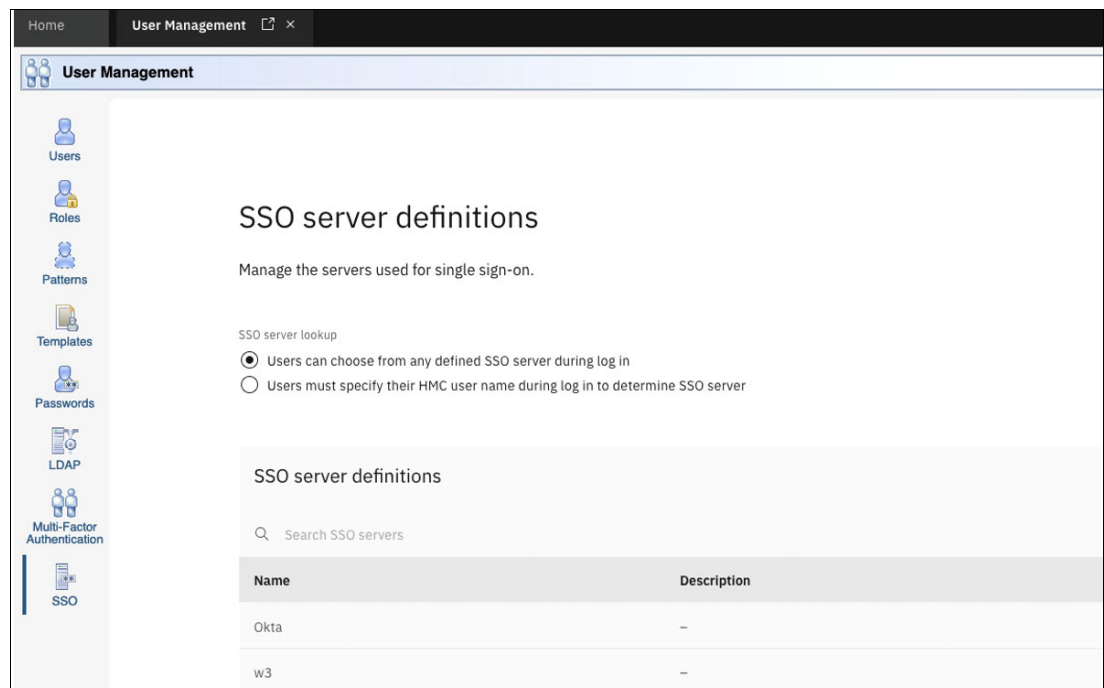 Home
User Management
User Management
Users
Roles
Patterns
Templates
Passwords
LDAP
Multi-Factor
Authentication
SSO
SSO server definitions
Manage the servers used for single sign-on.
SSO server lookup
Users can choose from any defined SSO server during log in
Users must specify their HMC user name during log in to determine SSO server
SSO server definitions
Search SSO servers
Name Description
Okta –
w3 –